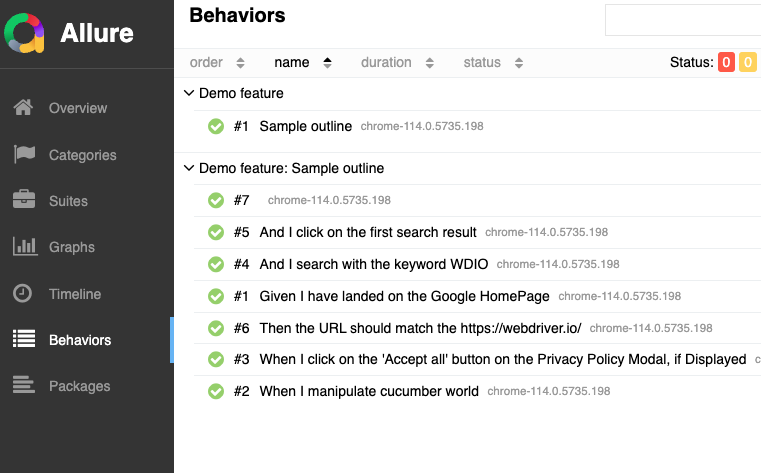 Allure
Overview
Categories
Suites
Graphs
Timeline
Behaviors
Packages
Behaviors
order name duration status Status: 0 0
Demo feature
#1 Sample outline chrome-114.0.5735.198
Demo feature: Sample outline
#7 chrome-114.0.5735.198
#5 And I click on the first search result chrome-114.0.5735.198
#4 And I search with the keyword WDIO chrome-114.0.5735.198
#1 Given I have landed on the Google HomePage chrome-114.0.5735.198
#6 Then the URL should match the https://webdriver.io/ chrome-114.0.5735.198
#3 When I click on the 'Accept all' button on the Privacy Policy Modal, if Displayed c
#2 When I manipulate cucumber world chrome-114.0.5735.198